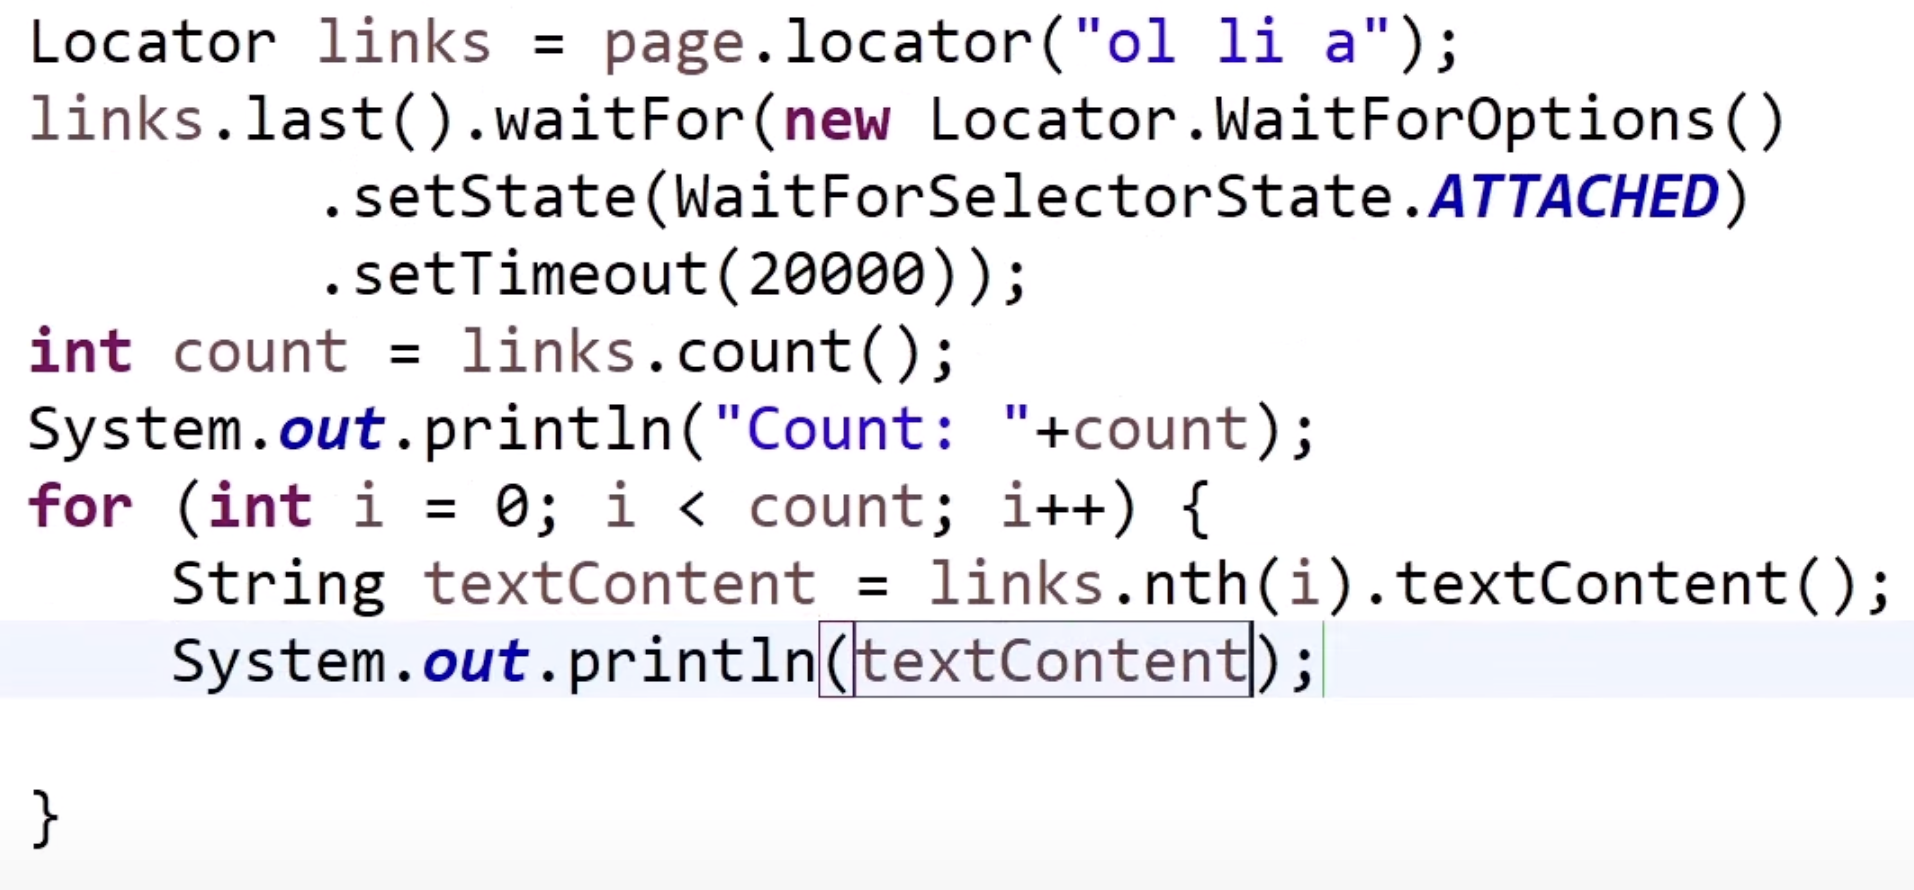 Locator links = page.locator("ol li a");
links.last().waitFor(new Locator.WaitForOptions()
        .setState(WaitForSelectorState.ATTACHED)
        .setTimeout(20000));
int count = links.count();
System.out.println("Count: "+count);
for (int i = 0; i < count; i++) {
    String textContent = links.nth(i).textContent();
    System.out.println(textContent);
}